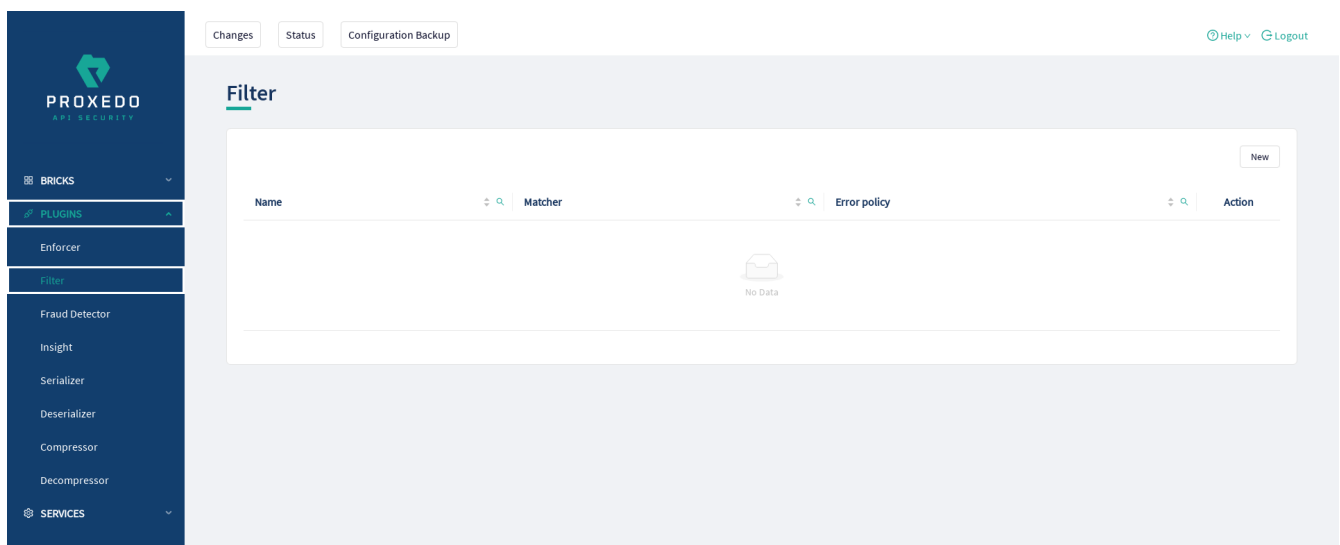 Changes Status Configuration Backup Help Logout
PROXEDO
API SECURITY
Filter
New
BRICKS
PLUGINS
Name Matcher Error policy Action
Enforcer
Filter
No Data
Fraud Detector
Insight
Serializer
Deserializer
Compressor
Decompressor
SERVICES